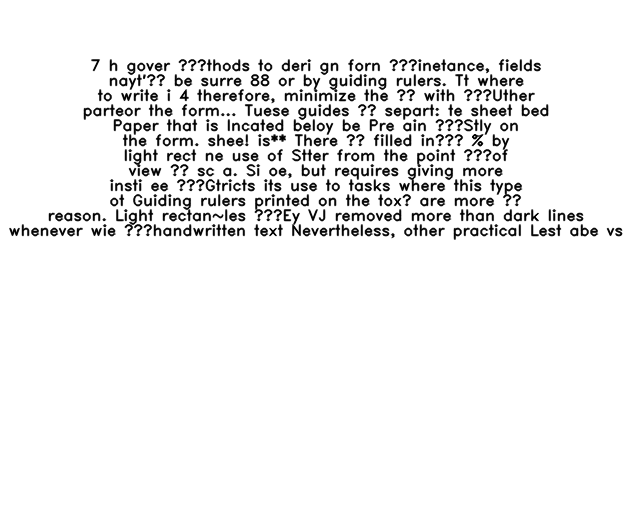 7 h gover ???thods to deri gn forn ???inetance, fields
nayt'?? be surre 88 or by guiding rulers. Tt where
to write i 4 therefore, minimize the ?? with ???Uther
parteor the form... Tuese guides ?? separt: te sheet bed
Paper that is Incated beloy be Pre ain ???Stly on
the form. shee! is** There ?? filled in??? % by
light rect ne use of Stter from the point ???of
view ?? sc a. Si oe, but requires giving more
insti ee ???Gtricts its use to tasks where this type
ot Guiding rulers printed on the tox? are more ??
reason. Light rectan~les ???Ey VJ removed more than dark lines
whenever wie ???handwritten text Nevertheless, other practical Lest abe vs